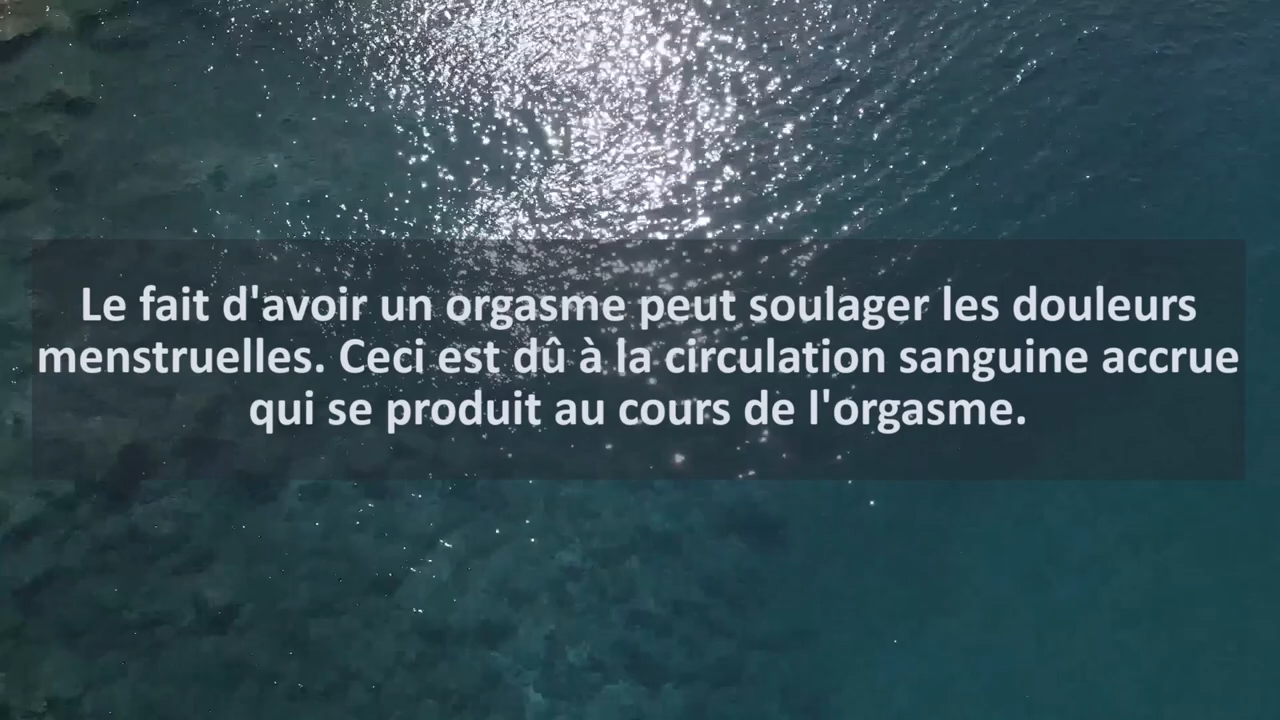 Le fait d'avoir un orgasme peut soulager les douleurs
menstruelles. Ceci est dû à la circulation sanguine accrue
qui se produit au cours de l'orgasme.